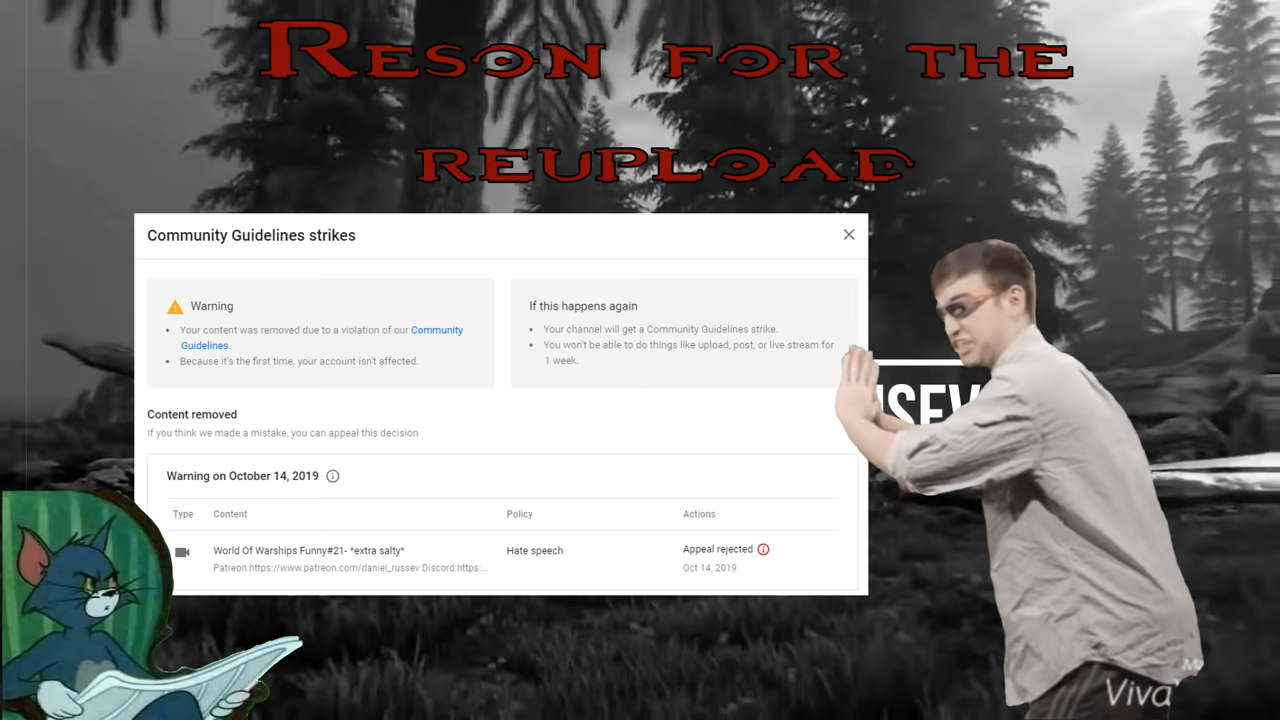 RESON FOR THE
REUPLOAD
Community Guidelines strikes
Warning
If this happens again
Your content was removed due to a violation of our Community
Guidelines.
Because it's the first time, your account isn't affected.
Your channel will get a Community Guidelines strike.
You won't be able to do things like upload, post, or live stream for
1 week.
Content removed
If you think we made a mistake, you can appeal this decision
Warning on October 14, 2019
Type Content Policy Actions
World Of Warships Funny#21- *extra salty* Hate speech Appeal rejected
Patreon:https://www.patreon.com/daniel_russev Discord:https:... Oct 14, 2019
Viva